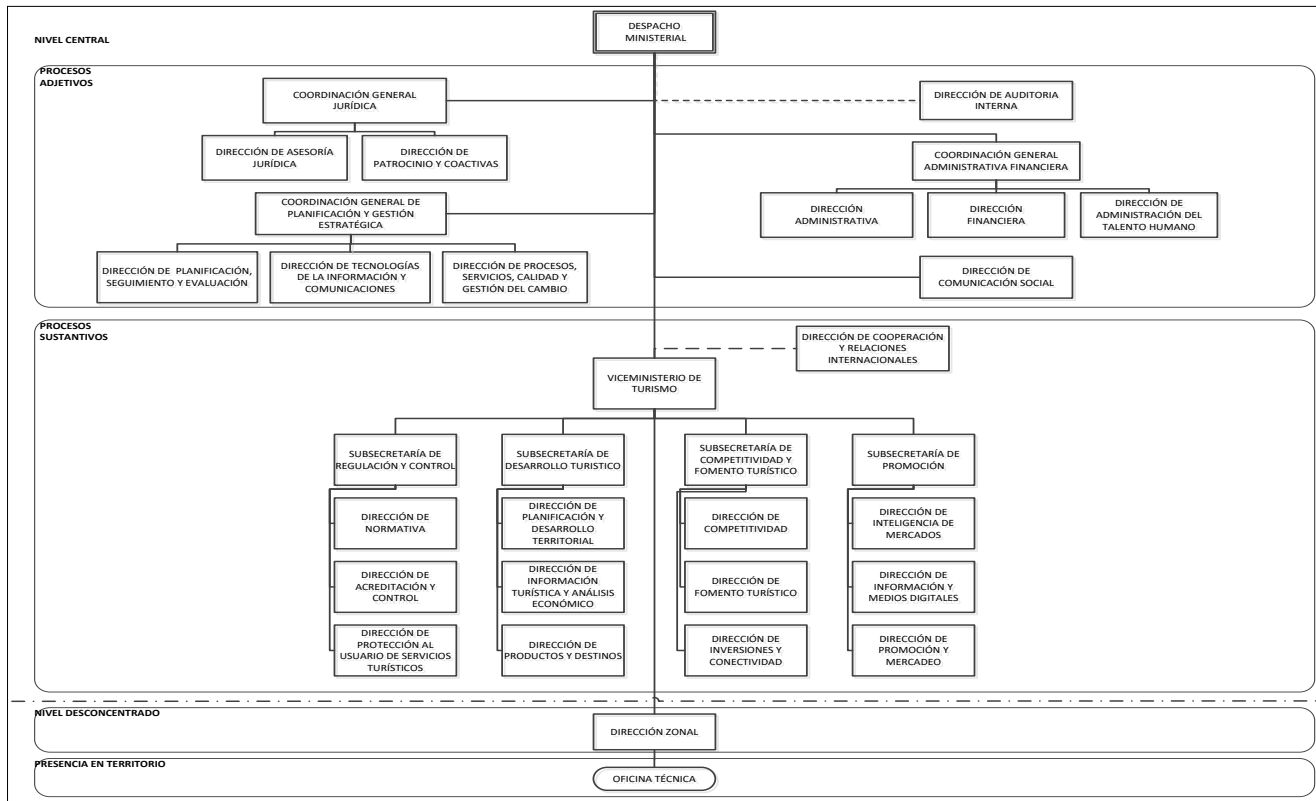 DESPACHO
MINISTERIAL
NIVEL CENTRAL
PROCESOS
ADJETIVOS
COORDINACIÓN GENERAL
JURÍDICA
DIRECCIÓN DE AUDITORIA
INTERNA
DIRECCIÓN DE ASESORÍA
JURÍDICA
DIRECCIÓN DE
PATROCINIO Y COACTIVAS
COORDINACIÓN GENERAL
ADMINISTRATIVA FINANCIERA
COORDINACIÓN GENERAL DE
PLANIFICACIÓN Y GESTIÓN
ESTRATÉGICA
DIRECCIÓN
ADMINISTRATIVA
DIRECCIÓN
FINANCIERA
DIRECCIÓN DE
ADMINISTRACIÓN DEL
TALENTO HUMANO
DIRECCIÓN DE PLANIFICACIÓN,
SEGUIMIENTO Y EVALUACIÓN
DIRECCIÓN DE TECNOLOGÍAS
DE LA INFORMACIÓN Y
COMUNICACIONES
DIRECCIÓN DE PROCESOS,
SERVICIOS, CALIDAD Y
GESTIÓN DEL CAMBIO
DIRECCIÓN DE
COMUNICACIÓN SOCIAL
PROCESOS
SUSTANTIVOS
DIRECCIÓN DE COOPERACIÓN
Y RELACIONES
INTERNACIONALES
VICEMINISTERIO DE
TURISMO
SUBSECRETARÍA DE
REGULACIÓN Y CONTROL
SUBSECRETARÍA DE
DESARROLLO TURISTICO
SUBSECRETARÍA DE
COMPETITIVIDAD Y
FOMENTO TURÍSTICO
SUBSECRETARÍA DE
PROMOCIÓN
DIRECCIÓN DE
NORMATIVA
DIRECCIÓN DE
PLANIFICACIÓN Y
DESARROLLO
TERRITORIAL
DIRECCIÓN DE
COMPETITIVIDAD
DIRECCIÓN DE
INTELIGENCIA DE
MERCADOS
DIRECCIÓN DE
ACREDITACIÓN Y
CONTROL
DIRECCIÓN DE
INFORMACIÓN
TURÍSTICA Y ANÁLISIS
ECONÓMICO
DIRECCIÓN DE
FOMENTO TURÍSTICO
DIRECCIÓN DE
INFORMACIÓN Y
MEDIOS DIGITALES
DIRECCIÓN DE
PROTECCIÓN AL
USUARIO DE SERVICIOS
TURÍSTICOS
DIRECCIÓN DE
PRODUCTOS Y DESTINOS
DIRECCIÓN DE
INVERSIONES Y
CONECTIVIDAD
DIRECCIÓN DE
PROMOCIÓN Y
MERCADEO
NIVEL DESCONCENTRADO
DIRECCIÓN ZONAL
PRESENCIA EN TERRITORIO
OFICINA TÉCNICA